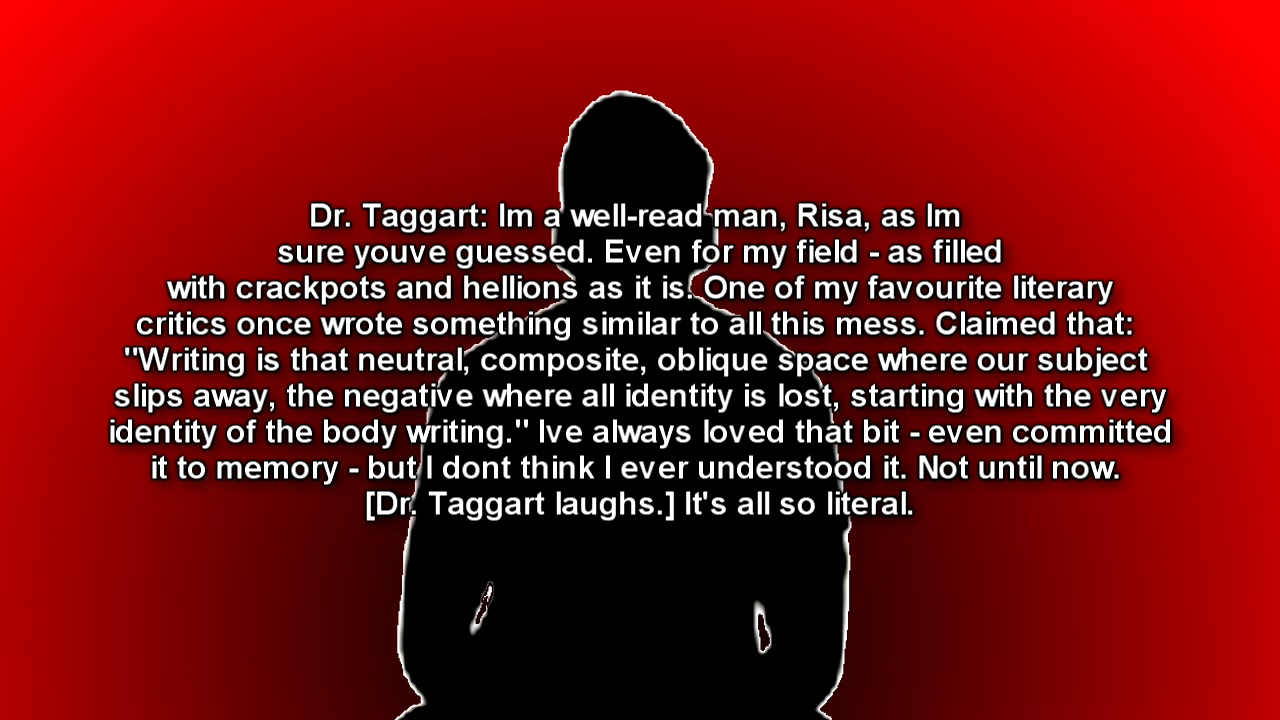 Dr. Taggart: Im a well-read man, Risa, as Im
sure youve guessed. Even for my field - as filled
with crackpots and hellions as it is. One of my favourite literary
critics once wrote something similar to all this mess. Claimed that:
"Writing is that neutral, composite, oblique space where our subject
slips away, the negative where all identity is lost, starting with the very
identity of the body writing." Ive always loved that bit - even committed
it to memory - but I dont think I ever understood it. Not until now.
[Dr. Taggart laughs.] It's all so literal.